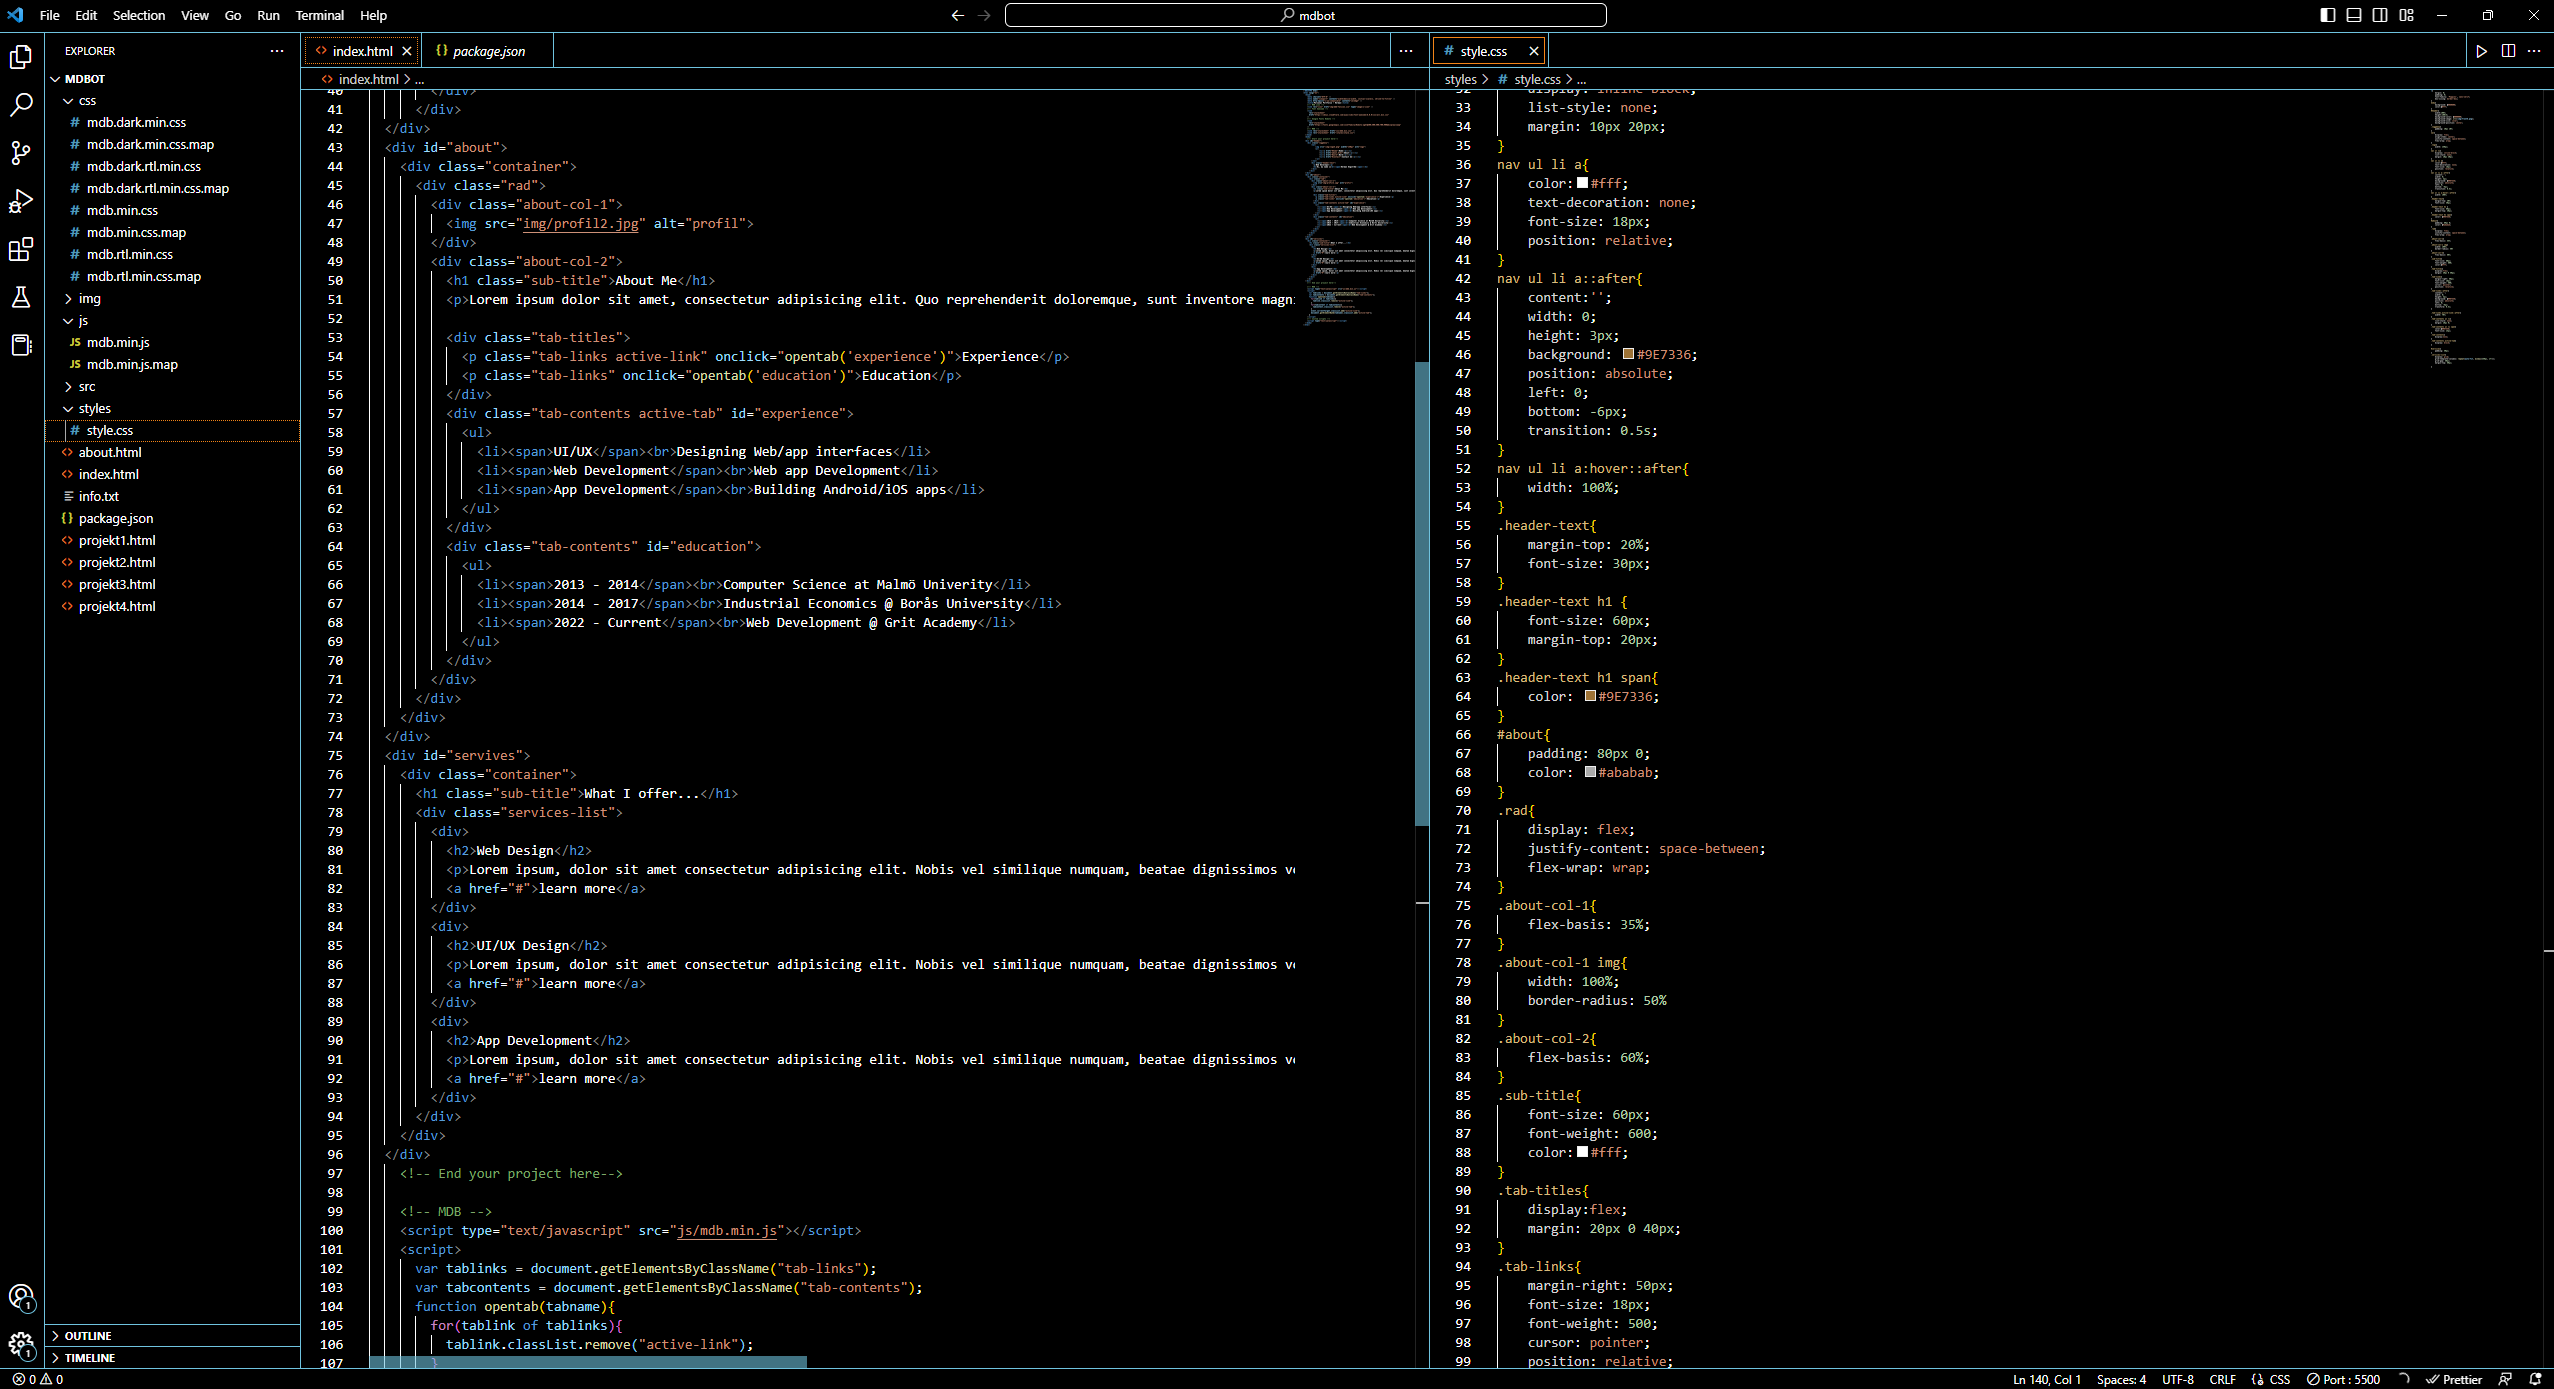 File Edit Selection View Go Run Terminal Help
mdbot
EXPLORER
MDBOT
css
mdb.dark.min.css
mdb.dark.min.css.map
mdb.dark.rtl.min.css
mdb.dark.rtl.min.css.map
mdb.min.css
mdb.min.css.map
mdb.rtl.min.css
mdb.rtl.min.css.map
img
js
mdb.min.js
mdb.min.js.map
src
styles
style.css
about.html
index.html
info.txt
package.json
projekt1.html
projekt2.html
projekt3.html
projekt4.html
OUTLINE
TIMELINE
index.html package.json
index.html > ...
40 </div>
41 </div>
42 </div>
43 <div id="about">
44 <div class="container">
45 <div class="rad">
46 <div class="about-col-1">
47 <img src="img/profil2.jpg" alt="profil">
48 </div>
49 <div class="about-col-2">
50 <h1 class="sub-title">About Me</h1>
51 <p>Lorem ipsum dolor sit amet, consectetur adipisicing elit. Quo reprehenderit doloremque, sunt inventore magni
52
53 <div class="tab-titles">
54 <p class="tab-links active-link" onclick="opentab('experience')">Experience</p>
55 <p class="tab-links" onclick="opentab('education')">Education</p>
56 </div>
57 <div class="tab-contents active-tab" id="experience">
58 <ul>
59 <li><span>UI/UX</span><br>Designing Web/app interfaces</li>
60 <li><span>Web Development</span><br>Web app Development</li>
61 <li><span>App Development</span><br>Building Android/iOS apps</li>
62 </ul>
63 </div>
64 <div class="tab-contents" id="education">
65 <ul>
66 <li><span>2013 - 2014</span><br>Computer Science at Malmö Univerity</li>
67 <li><span>2014 - 2017</span><br>Industrial Economics @ Borås University</li>
68 <li><span>2022 - Current</span><br>Web Development @ Grit Academy</li>
69 </ul>
70 </div>
71 </div>
72 </div>
73 </div>
74 </div>
75 <div id="servives">
76 <div class="container">
77 <h1 class="sub-title">What I offer...</h1>
78 <div class="services-list">
79 <div>
80 <h2>Web Design</h2>
81 <p>Lorem ipsum, dolor sit amet consectetur adipisicing elit. Nobis vel similique numquam, beatae dignissimos ve
82 <a href="#">learn more</a>
83 </div>
84 <div>
85 <h2>UI/UX Design</h2>
86 <p>Lorem ipsum, dolor sit amet consectetur adipisicing elit. Nobis vel similique numquam, beatae dignissimos ve
87 <a href="#">learn more</a>
88 </div>
89 <div>
90 <h2>App Development</h2>
91 <p>Lorem ipsum, dolor sit amet consectetur adipisicing elit. Nobis vel similique numquam, beatae dignissimos ve
92 <a href="#">learn more</a>
93 </div>
94 </div>
95 </div>
96 </div>
97 <!-- End your project here-->
98
99 <!-- MDB -->
100 <script type="text/javascript" src="js/mdb.min.js"></script>
101 <script>
102 var tablinks = document.getElementsByClassName("tab-links");
103 var tabcontents = document.getElementsByClassName("tab-contents");
104 function opentab(tabname){
105 for(tablink of tablinks){
106 tablink.classList.remove("active-link");
107 }
style.css
styles > style.css > ...
32 display: inline-block;
33 list-style: none;
34 margin: 10px 20px;
35 }
36 nav ul li a{
37 color: #fff;
38 text-decoration: none;
39 font-size: 18px;
40 position: relative;
41 }
42 nav ul li a::after{
43 content:'';
44 width: 0;
45 height: 3px;
46 background: #9E7336;
47 position: absolute;
48 left: 0;
49 bottom: -6px;
50 transition: 0.5s;
51 }
52 nav ul li a:hover::after{
53 width: 100%;
54 }
55 .header-text{
56 margin-top: 20%;
57 font-size: 30px;
58 }
59 .header-text h1 {
60 font-size: 60px;
61 margin-top: 20px;
62 }
63 .header-text h1 span{
64 color: #9E7336;
65 }
66 #about{
67 padding: 80px 0;
68 color: #ababab;
69 }
70 .rad{
71 display: flex;
72 justify-content: space-between;
73 flex-wrap: wrap;
74 }
75 .about-col-1{
76 flex-basis: 35%;
77 }
78 .about-col-1 img{
79 width: 100%;
80 border-radius: 50%
81 }
82 .about-col-2{
83 flex-basis: 60%;
84 }
85 .sub-title{
86 font-size: 60px;
87 font-weight: 600;
88 color: #fff;
89 }
90 .tab-titles{
91 display:flex;
92 margin: 20px 0 40px;
93 }
94 .tab-links{
95 margin-right: 50px;
96 font-size: 18px;
97 font-weight: 500;
98 cursor: pointer;
99 position: relative;
0 0 Ln 140, Col 1 Spaces: 4 UTF-8 CRLF CSS Port : 5500 Prettier